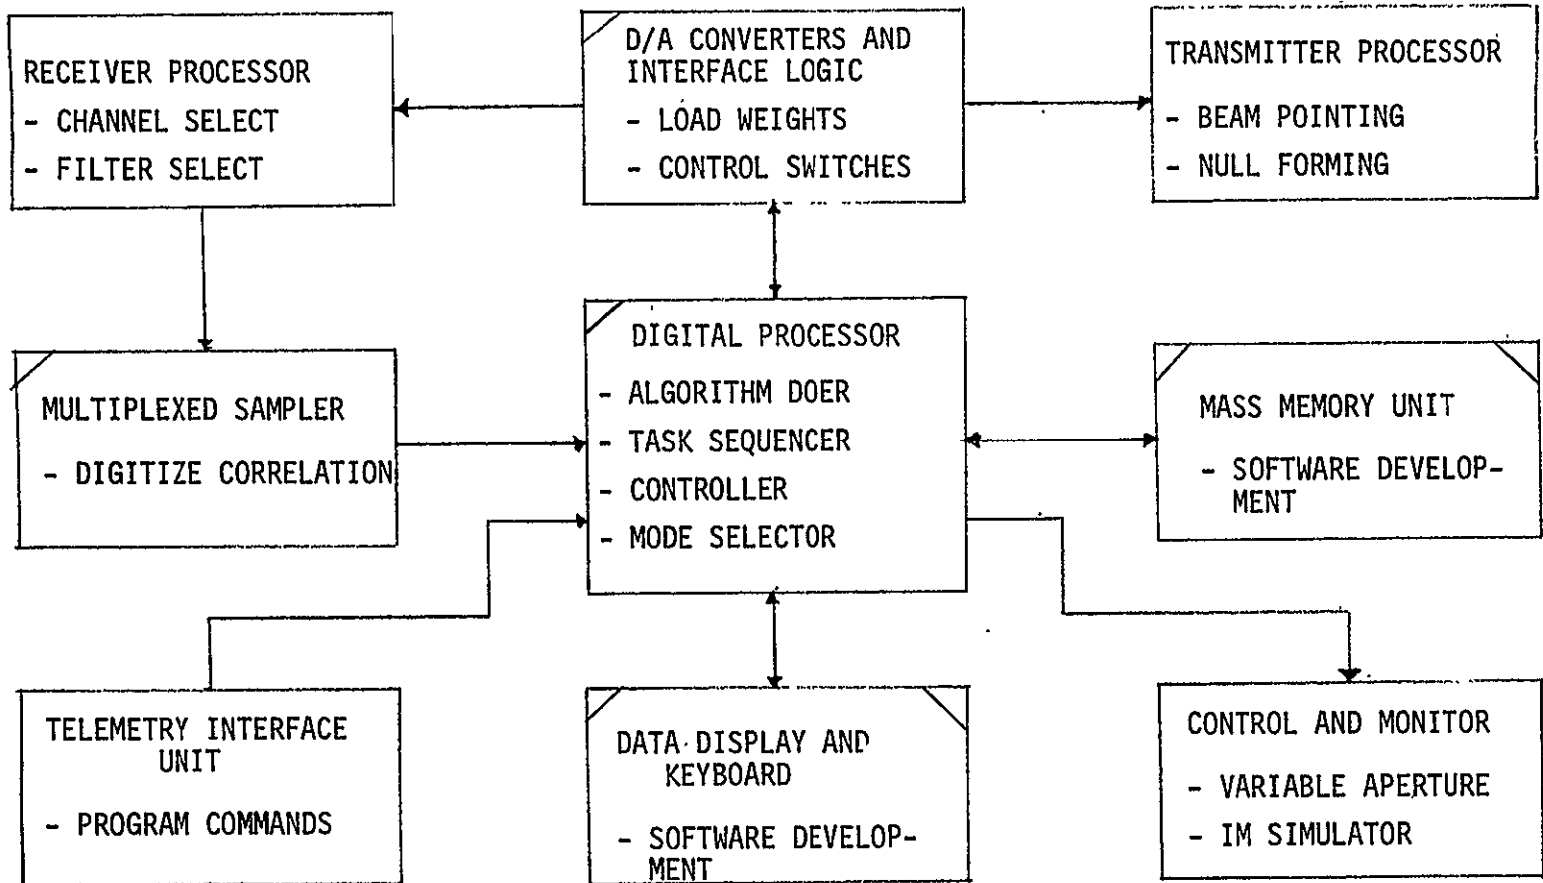 RECEIVER PROCESSOR
- CHANNEL SELECT
- FILTER SELECT
D/A CONVERTERS AND
INTERFACE LOGIC
- LOAD WEIGHTS
- CONTROL SWITCHES
TRANSMITTER PROCESSOR
- BEAM POINTING
- NULL FORMING
MULTIPLEXED SAMPLER
- DIGITIZE CORRELATION
DIGITAL PROCESSOR
- ALGORITHM DOER
- TASK SEQUENCER
- CONTROLLER
- MODE SELECTOR
MASS MEMORY UNIT
- SOFTWARE DEVELOP-
MENT
TELEMETRY INTERFACE
UNIT
- PROGRAM COMMANDS
DATA DISPLAY AND
KEYBOARD
- SOFTWARE DEVELOP-
MENT
CONTROL AND MONITOR
- VARIABLE APERTURE
- IM SIMULATOR